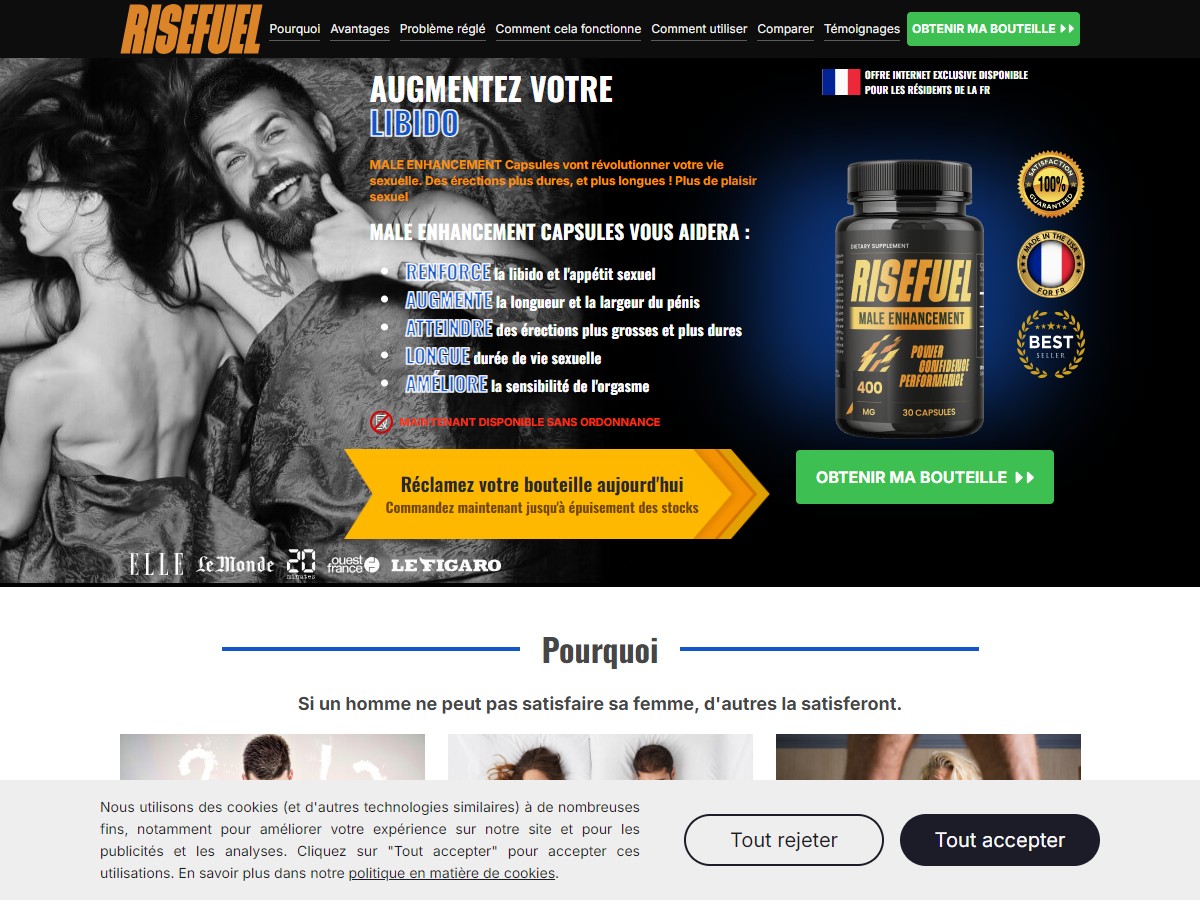 RISEFUEL
Pourquoi
Avantages
Problème réglé
Comment cela fonctionne
Comment utiliser
Comparer
Témoignages
OBTENIR MA BOUTEILLE
AUGMENTEZ VOTRE
LIBIDO
OFFRE INTERNET EXCLUSIVE DISPONIBLE
POUR LES RÉSIDENTS DE LA FR
MALE ENHANCEMENT Capsules vont révolutionner votre vie
sexuelle. Des érections plus dures, et plus longues ! Plus de plaisir
sexuel
MALE ENHANCEMENT CAPSULES VOUS AIDERA :
RENFORCE la libido et l'appétit sexuel
AUGMENTE la longueur et la largeur du pénis
ATTEINDRE des érections plus grosses et plus dures
LONGUE durée de vie sexuelle
AMÉLIORE la sensibilité de l'orgasme
MAINTENANT DISPONIBLE SANS ORDONNANCE
Réclamez votre bouteille aujourd'hui
Commandez maintenant jusqu'à épuisement des stocks
DIETARY SUPPLEMENT
RISEFUEL
MALE ENHANCEMENT
POWER
CONFIDENCE
PERFORMANCE
400
MG
30 CAPSULES
SATISFACTION
100%
GUARANTEED
MADE IN THE USA
FOR FR
BEST
SELLER
OBTENIR MA BOUTEILLE
ELLE
Le Monde
20
minutes
ouest
france
LE FIGARO
Pourquoi
Si un homme ne peut pas satisfaire sa femme, d'autres la satisferont.
Nous utilisons des cookies (et d'autres technologies similaires) à de nombreuses
fins, notamment pour améliorer votre expérience sur notre site et pour les
publicités et les analyses. Cliquez sur "Tout accepter" pour accepter ces
utilisations. En savoir plus dans notre politique en matière de cookies.
Tout rejeter
Tout accepter